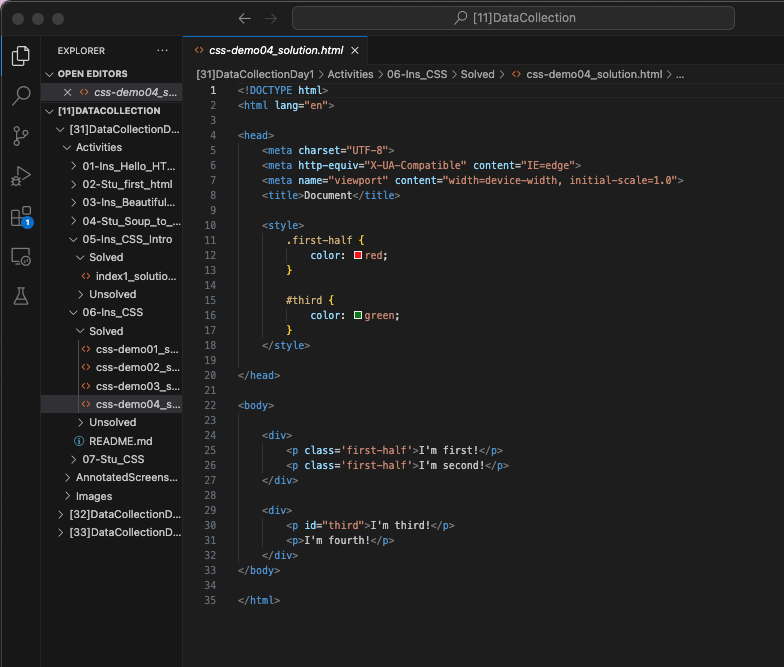 [11]DataCollection
EXPLORER
...
css-demo04_solution.html
OPEN EDITORS
css-demo04_s...
[31]DataCollectionDay1 > Activities > 06-Ins_CSS > Solved > css-demo04_solution.html > ...
[11]DATACOLLECTION
[31]DataCollectionD...
Activities
01-Ins_Hello_HT...
02-Stu_first_html
03-Ins_Beautiful...
04-Stu_Soup_to_...
05-Ins_CSS_Intro
Solved
index1_solutio...
Unsolved
06-Ins_CSS
Solved
css-demo01_s...
css-demo02_s...
css-demo03_s...
css-demo04_s...
Unsolved
README.md
07-Stu_CSS
AnnotatedScreens...
Images
[32]DataCollectionD...
[33]DataCollectionD...
1
1 <!DOCTYPE html>
2 <html lang="en">
3
4 <head>
5 <meta charset="UTF-8">
6 <meta http-equiv="X-UA-Compatible" content="IE=edge">
7 <meta name="viewport" content="width=device-width, initial-scale=1.0">
8 <title>Document</title>
9
10 <style>
11 .first-half {
12 color: red;
13 }
14
15 #third {
16 color: green;
17 }
18 </style>
19
20 </head>
21
22 <body>
23
24 <div>
25 <p class='first-half'>I'm first!</p>
26 <p class='first-half'>I'm second!</p>
27 </div>
28
29 <div>
30 <p id="third">I'm third!</p>
31 <p>I'm fourth!</p>
32 </div>
33 </body>
34
35 </html>